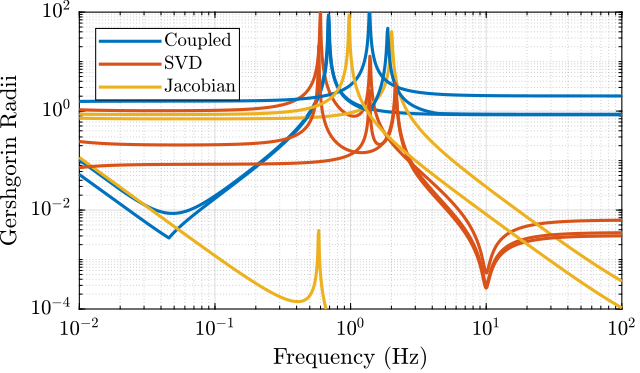 10²
Coupled
SVD
Jacobian
10⁰
Gershgorin Radii
10⁻²
10⁻⁴
10⁻² 10⁻¹ 10⁰ 10¹ 10²
Frequency (Hz)